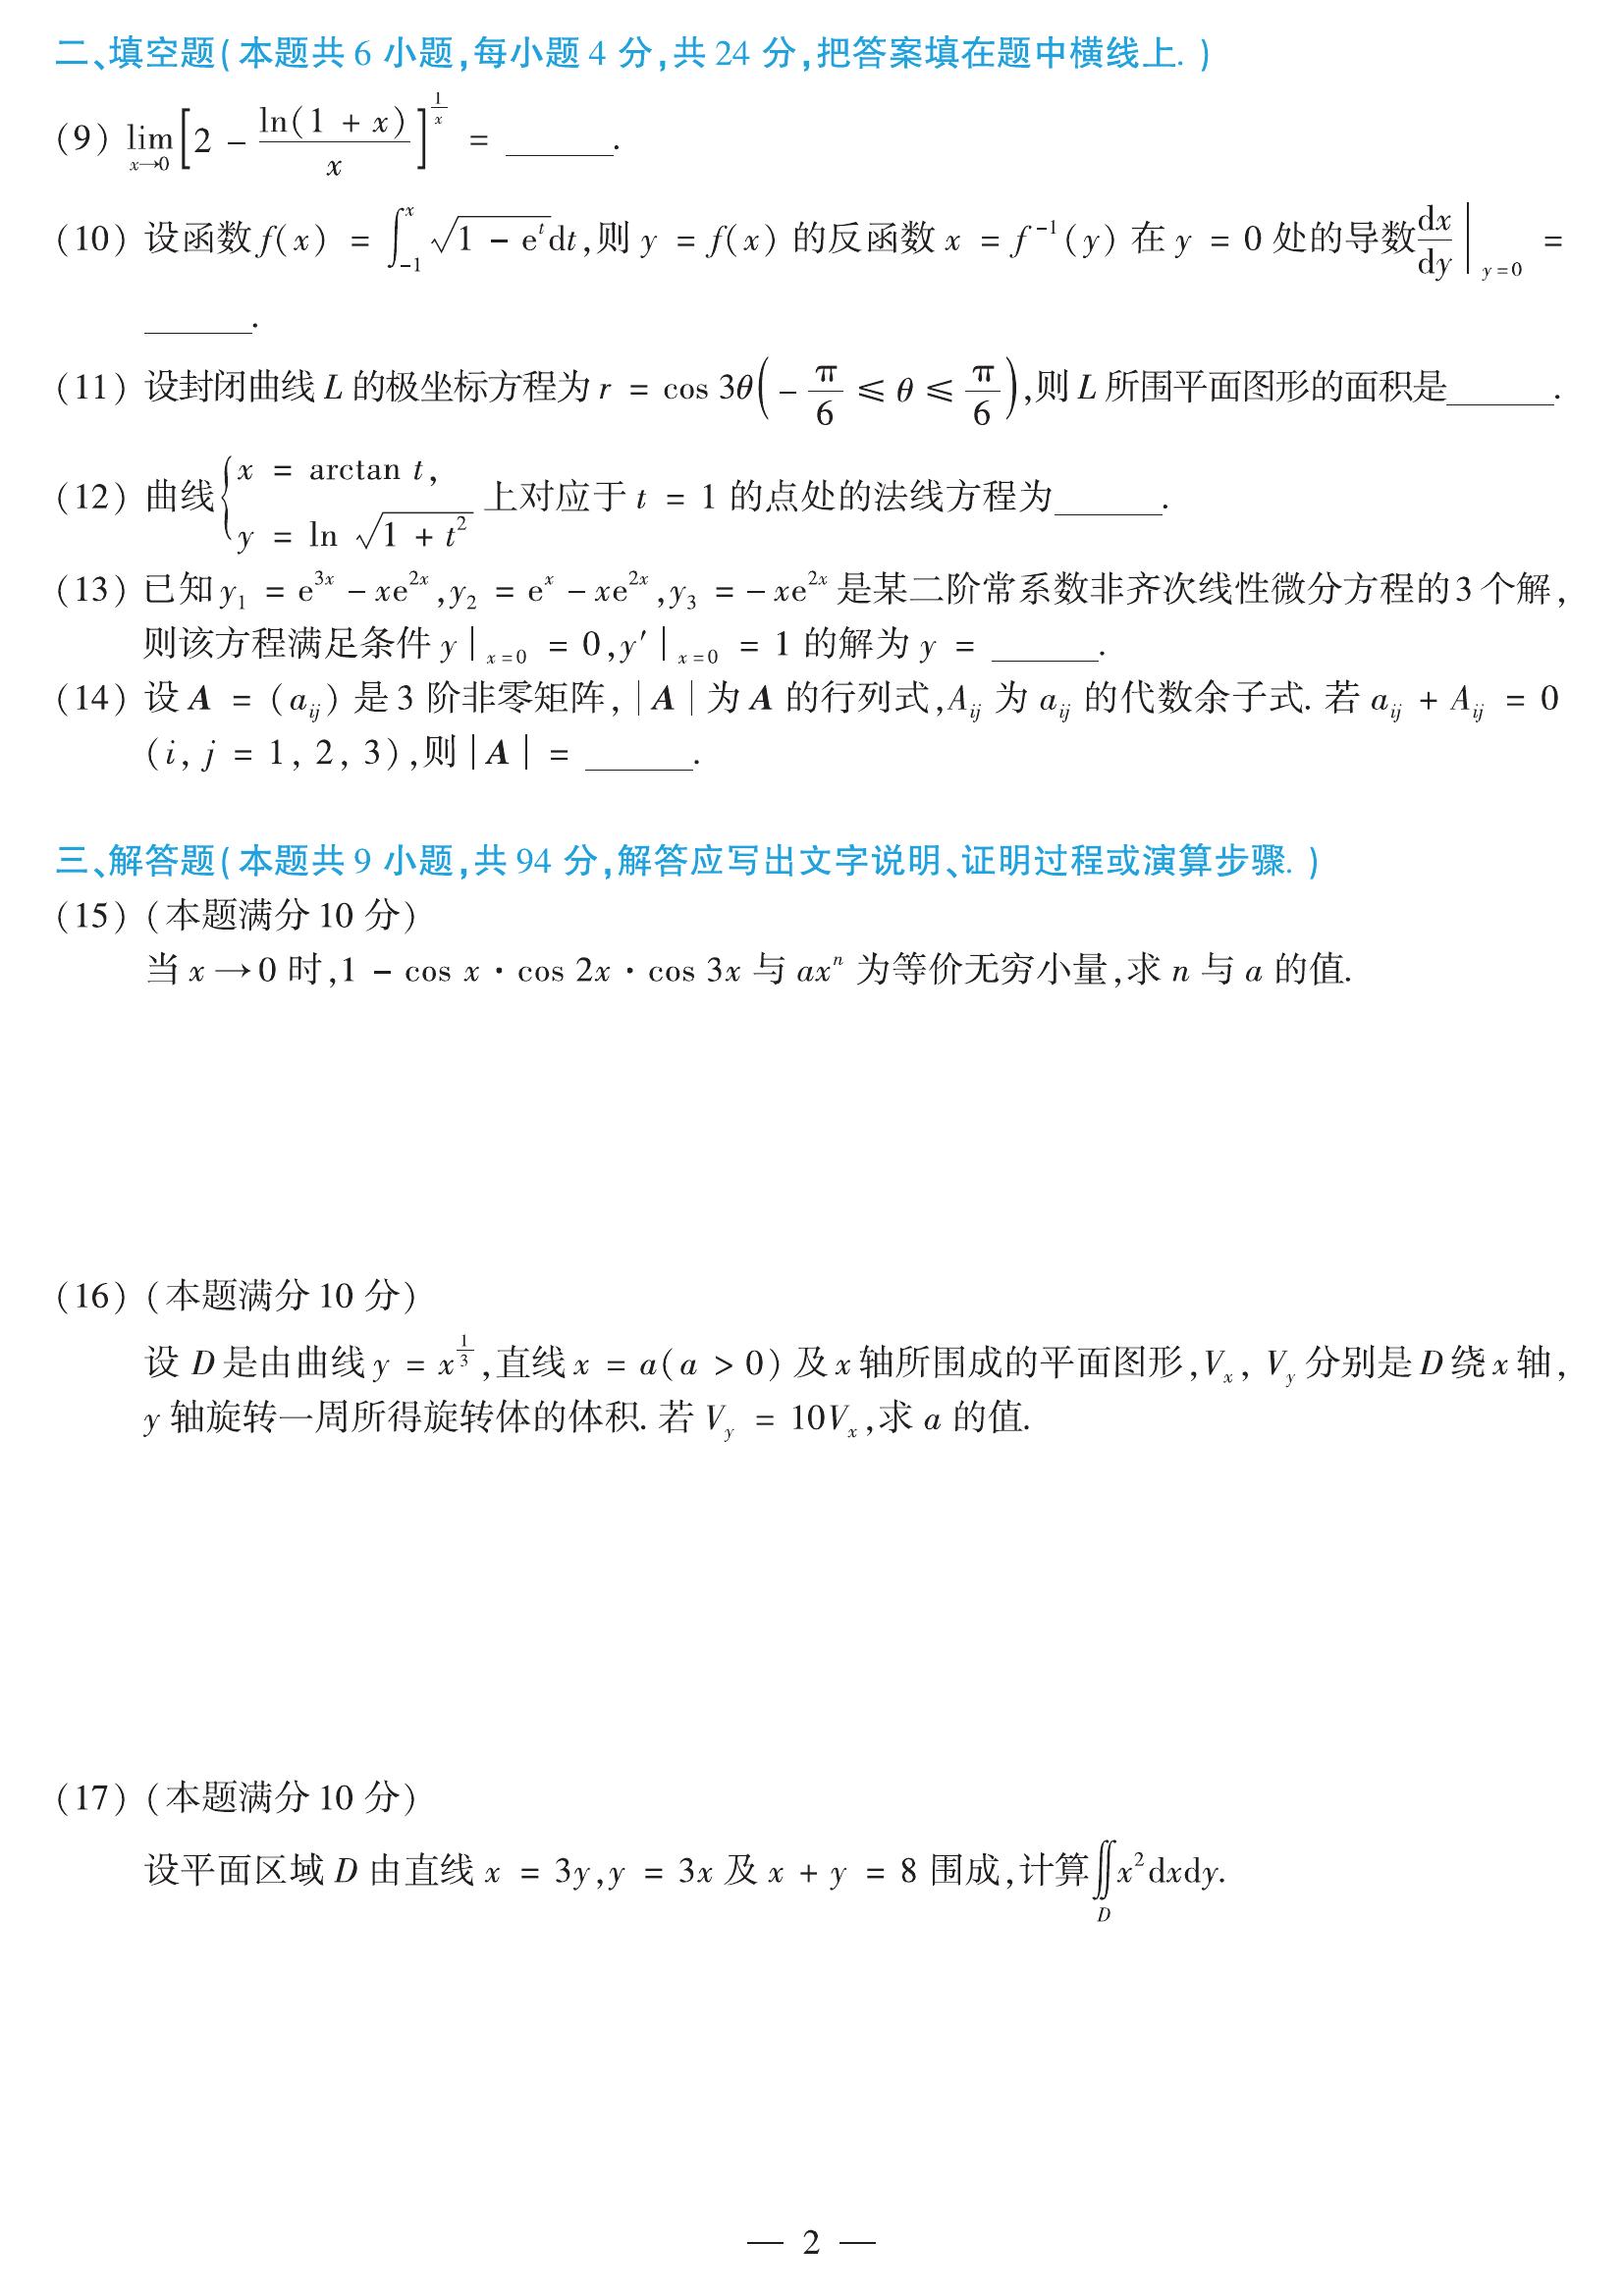 二、填空题(本题共 6 小题,每小题 4 分,共 24 分,把答案填在题中横线上. )
(9) $\lim\limits_{x\to 0}\left[2-\dfrac{\ln(1+x)}{x}\right]^{\frac{1}{x}}$ = ______.
(10) 设函数 $f(x)=\int_{-1}^{x}\sqrt{1-\mathrm{e}^{t}}\mathrm{d}t$,则 $y=f(x)$ 的反函数 $x=f^{-1}(y)$ 在 $y=0$ 处的导数$\left.\dfrac{\mathrm{d}x}{\mathrm{d}y}\right|_{y=0}$ =
______.
(11) 设封闭曲线 $L$ 的极坐标方程为 $r=\cos 3\theta\left(-\dfrac{\pi}{6}\leqslant\theta\leqslant\dfrac{\pi}{6}\right)$,则 $L$ 所围平面图形的面积是______.
(12) 曲线$\begin{cases}x=\arctan t,\\ y=\ln\sqrt{1+t^{2}}\end{cases}$上对应于 $t=1$ 的点处的法线方程为______.
(13) 已知 $y_1=\mathrm{e}^{3x}-x\mathrm{e}^{2x},y_2=\mathrm{e}^{x}-x\mathrm{e}^{2x},y_3=-x\mathrm{e}^{2x}$ 是某二阶常系数非齐次线性微分方程的 3 个解,
则该方程满足条件 $y|_{x=0}=0,y'|_{x=0}=1$ 的解为 $y=$ ______.
(14) 设 $\boldsymbol{A}=(a_{ij})$ 是 3 阶非零矩阵, $|\boldsymbol{A}|$ 为 $\boldsymbol{A}$ 的行列式,$A_{ij}$ 为 $a_{ij}$ 的代数余子式. 若 $a_{ij}+A_{ij}=0$
$(i,j=1,2,3)$,则 $|\boldsymbol{A}|=$ ______.
三、解答题(本题共 9 小题,共 94 分,解答应写出文字说明、证明过程或演算步骤. )
(15) (本题满分 10 分)
当 $x\to 0$ 时,$1-\cos x\cdot\cos 2x\cdot\cos 3x$ 与 $ax^{n}$ 为等价无穷小量,求 $n$ 与 $a$ 的值.
(16) (本题满分 10 分)
设 $D$ 是由曲线 $y=x^{\frac{1}{3}}$,直线 $x=a(a>0)$ 及 $x$ 轴所围成的平面图形,$V_x,V_y$ 分别是 $D$ 绕 $x$ 轴,
$y$ 轴旋转一周所得旋转体的体积. 若 $V_y=10V_x$,求 $a$ 的值.
(17) (本题满分 10 分)
设平面区域 $D$ 由直线 $x=3y,y=3x$ 及 $x+y=8$ 围成,计算$\iint\limits_{D}x^{2}\mathrm{d}x\mathrm{d}y$.
— 2 —